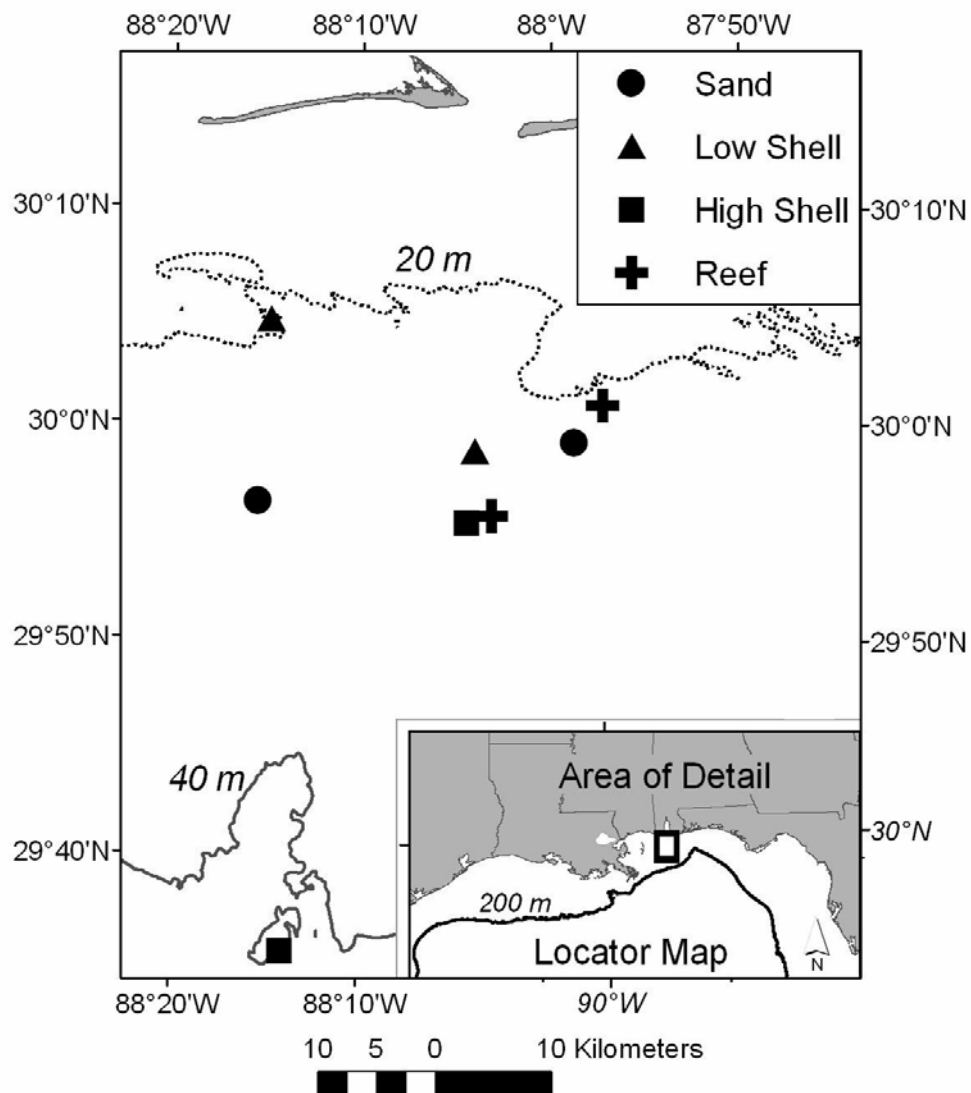 88°20'W 88°10'W 88°0'W 87°50'W
Sand
Low Shell
High Shell
Reef
30°10'N 30°10'N
20 m
30°0'N 30°0'N
29°50'N 29°50'N
40 m
Area of Detail
29°40'N 30°N
200 m
Locator Map
N
88°20'W 88°10'W 90°W
10 5 0 10 Kilometers